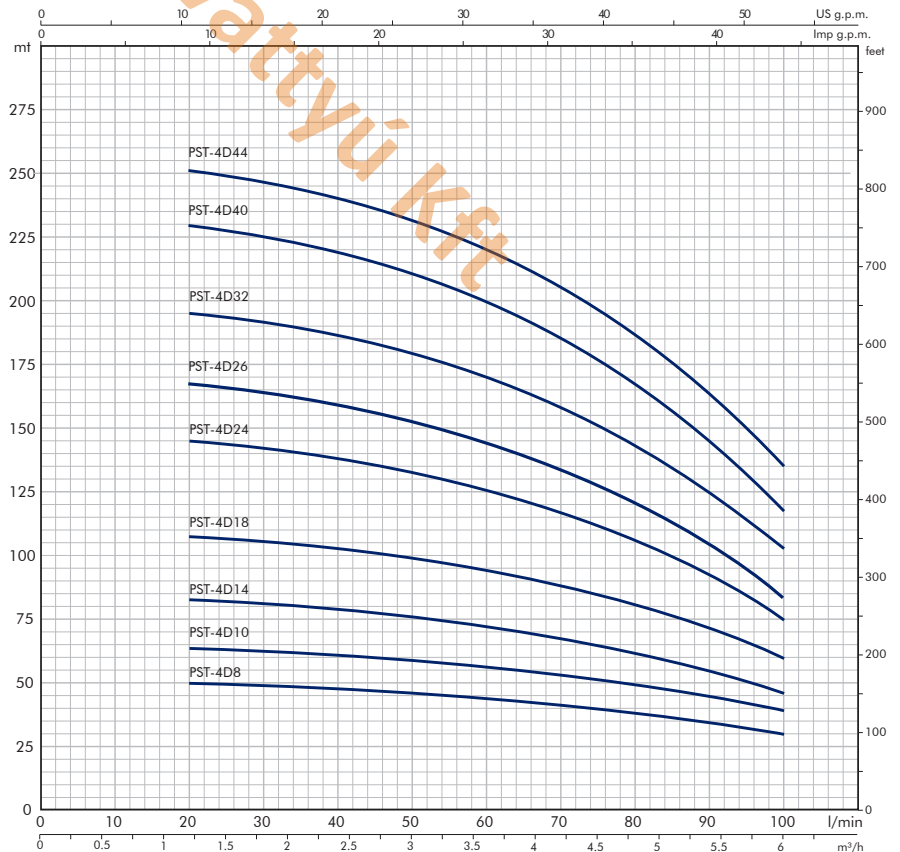 0 10 20 30 40 50 US g.p.m.
0 10 20 30 40 Imp g.p.m.
mt feet
275 900
250 800
225 700
200 600
175 500
150 400
125 300
100 200
75 100
50 0
25
0
PST-4D44
PST-4D40
PST-4D32
PST-4D26
PST-4D24
PST-4D18
PST-4D14
PST-4D10
PST-4D8
vattyú Kft
0 10 20 30 40 50 60 70 80 90 100 l/min
0 0.5 1 1.5 2 2.5 3 3.5 4 4.5 5 5.5 6 m³/h